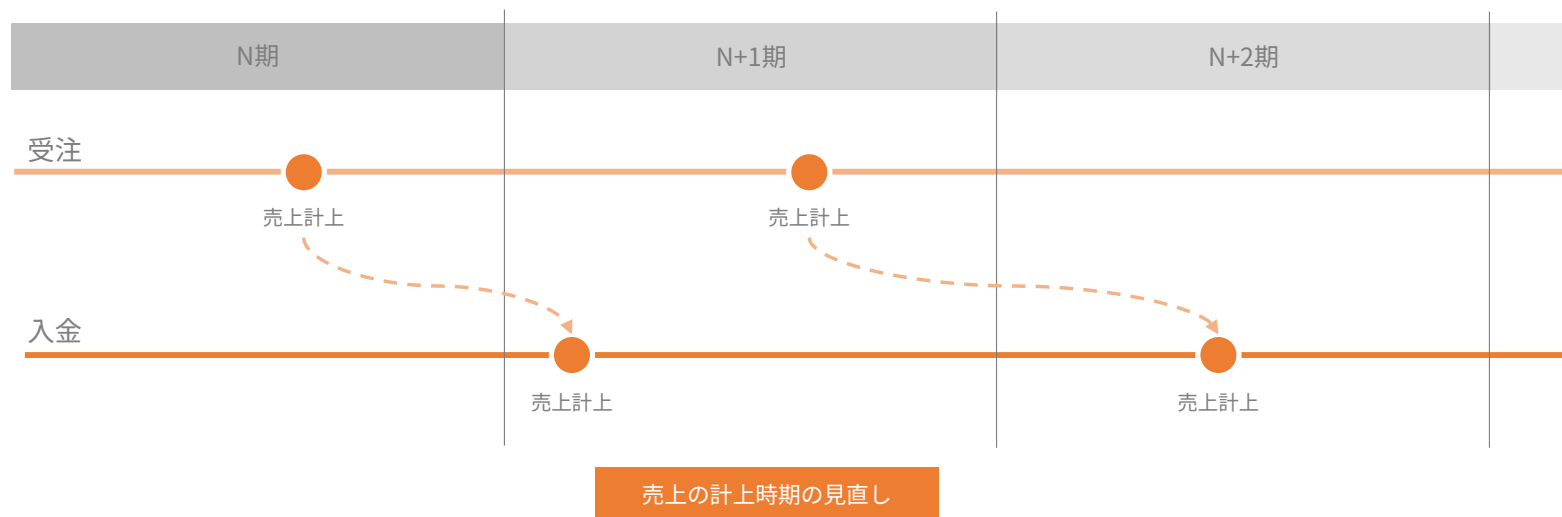 N期
N+1期
N+2期
受注
売上計上
売上計上
入金
売上計上
売上計上
売上の計上時期の見直し